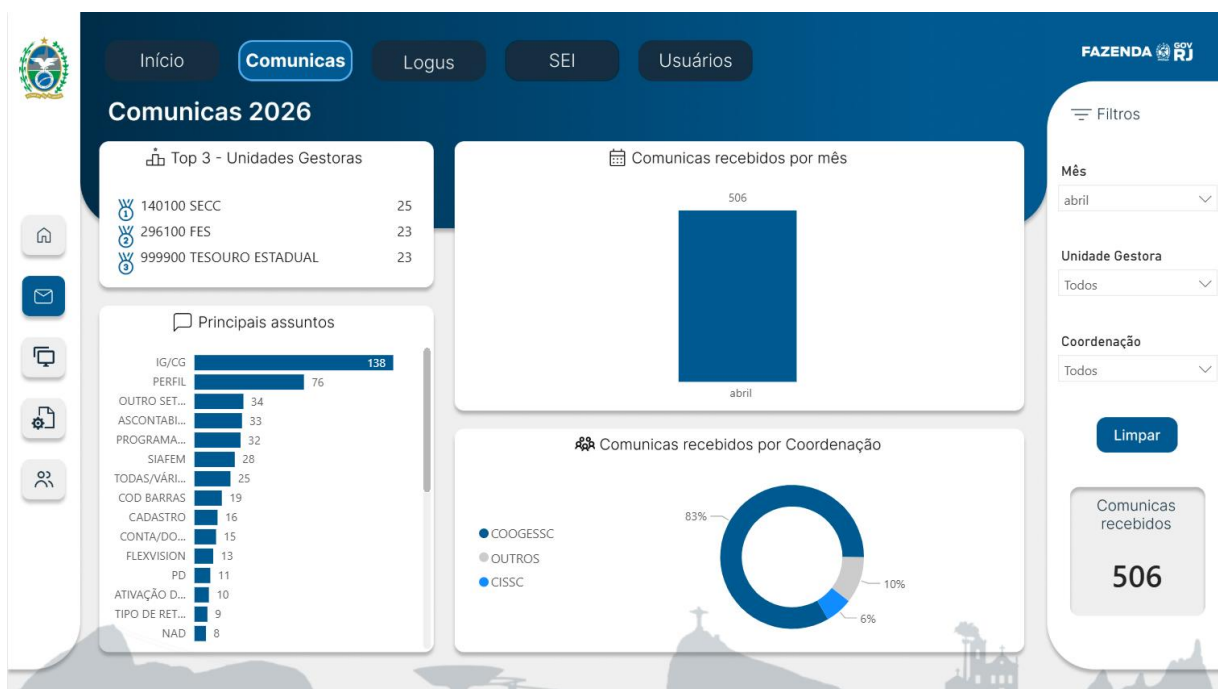 Início
Comunicas
Logus
SEI
Usuários
FAZENDA GOV RJ
Comunicas 2026
Top 3 - Unidades Gestoras
1 140100 SECC 25
2 296100 FES 23
3 999900 TESOURO ESTADUAL 23
Principais assuntos
IG/CG 138
PERFIL 76
OUTRO SET... 34
ASCONTABI... 33
PROGRAMA... 32
SIAFEM 28
TODAS/VÁRI... 25
COD BARRAS 19
CADASTRO 16
CONTA/DO... 15
FLEXVISION 13
PD 11
ATIVAÇÃO D... 10
TIPO DE RET... 9
NAD 8
Comunicas recebidos por mês
506
abril
Comunicas recebidos por Coordenação
COOGESSC
OUTROS
CISSC
83%
10%
6%
Filtros
Mês
abril
Unidade Gestora
Todos
Coordenação
Todos
Limpar
Comunicas
recebidos
506